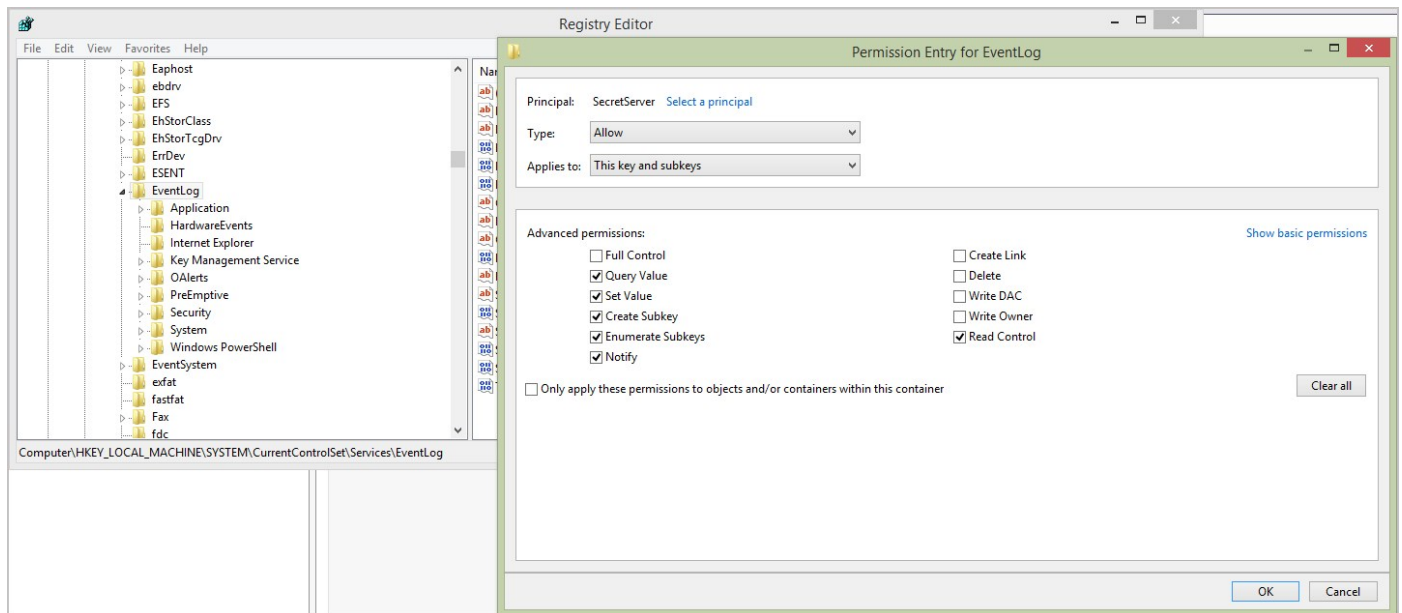 Registry Editor
File Edit View Favorites Help
Eaphost
ebdrv
EFS
EhStorClass
EhStorTcgDrv
ErrDev
ESENT
EventLog
Application
HardwareEvents
Internet Explorer
Key Management Service
OAlerts
PreEmptive
Security
System
Windows PowerShell
EventSystem
exfat
fastfat
Fax
fdc
Computer\HKEY_LOCAL_MACHINE\SYSTEM\CurrentControlSet\Services\EventLog
Permission Entry for EventLog
Principal: SecretServer Select a principal
Type: Allow
Applies to: This key and subkeys
Advanced permissions: Show basic permissions
Full Control Create Link
Query Value Delete
Set Value Write DAC
Create Subkey Write Owner
Enumerate Subkeys Read Control
Notify
Only apply these permissions to objects and/or containers within this container Clear all
OK Cancel